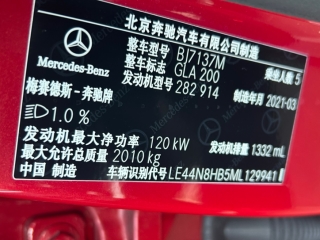 北京奔驰汽车有限公司制造
Mercedes-Benz
整车型号 BJ7137M
整车标志 GLA 200
发动机型号 282 914
乘坐人数 5
梅赛德斯－奔驰牌
制造年月 2021-03
1.0 %
发动机最大净功率 120 kW
发动机排量 1332 mL
最大允许总质量 2010 kg
中国 制造
车辆识别代号 LE44N8HB5ML129941